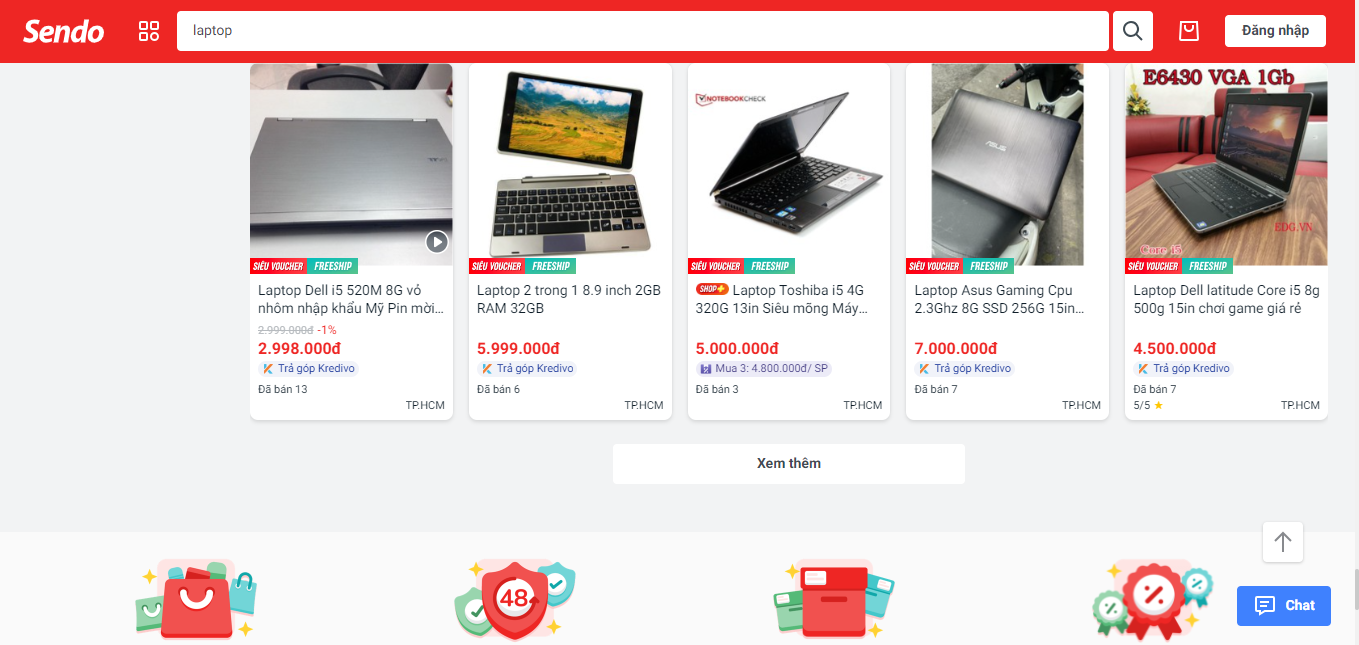 Sendo
laptop
Đăng nhập
NOTEBOOKCHECK
ASUS
E6430 VGA 1Gb
EDG.VN
Core i5
SIÊU VOUCHER FREESHIP
Laptop Dell i5 520M 8G vỏ
nhôm nhập khẩu Mỹ Pin mới...
2.999.000đ -1%
2.998.000đ
Trả góp Kredivo
Đã bán 13
TP.HCM
SIÊU VOUCHER FREESHIP
Laptop 2 trong 1 8.9 inch 2GB
RAM 32GB
5.999.000đ
Trả góp Kredivo
Đã bán 6
TP.HCM
SIÊU VOUCHER FREESHIP
SHOP+ Laptop Toshiba i5 4G
320G 13in Siêu mõng Máy...
5.000.000đ
Mua 3: 4.800.000đ/ SP
Đã bán 3
TP.HCM
SIÊU VOUCHER FREESHIP
Laptop Asus Gaming Cpu
2.3Ghz 8G SSD 256G 15in...
7.000.000đ
Trả góp Kredivo
Đã bán 7
TP.HCM
SIÊU VOUCHER FREESHIP
Laptop Dell latitude Core i5 8g
500g 15in chơi game giá rẻ
4.500.000đ
Trả góp Kredivo
Đã bán 7
5/5 ★
TP.HCM
Xem thêm
48
%
Chat